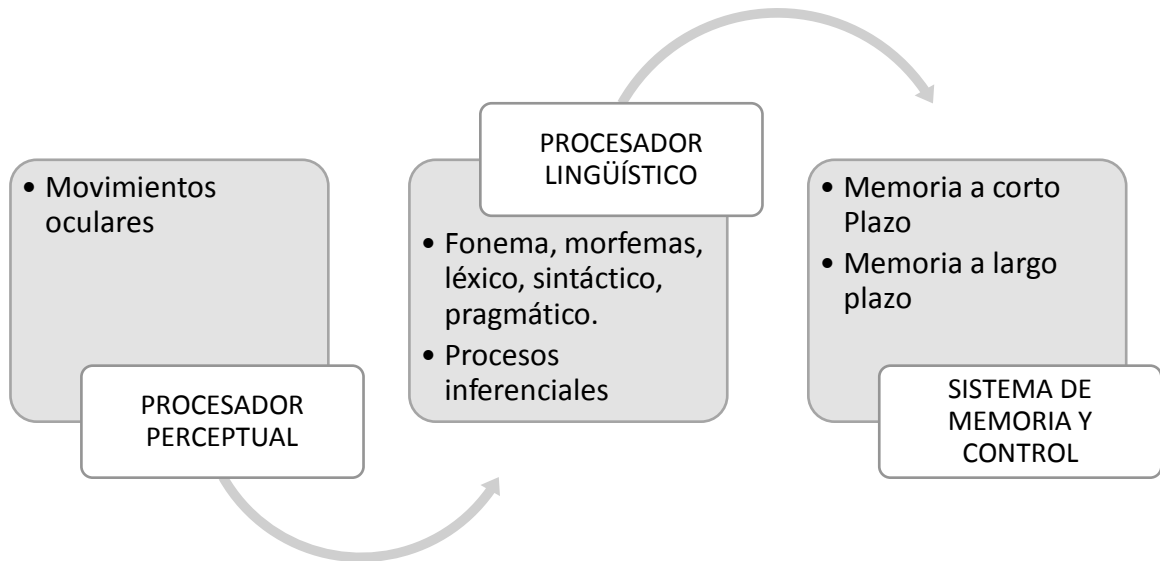 • Movimientos
oculares
PROCESADOR
PERCEPTUAL
PROCESADOR
LINGÜÍSTICO
• Fonema, morfemas,
léxico, sintáctico,
pragmático.
• Procesos
inferenciales
• Memoria a corto
Plazo
• Memoria a largo
plazo
SISTEMA DE
MEMORIA Y
CONTROL